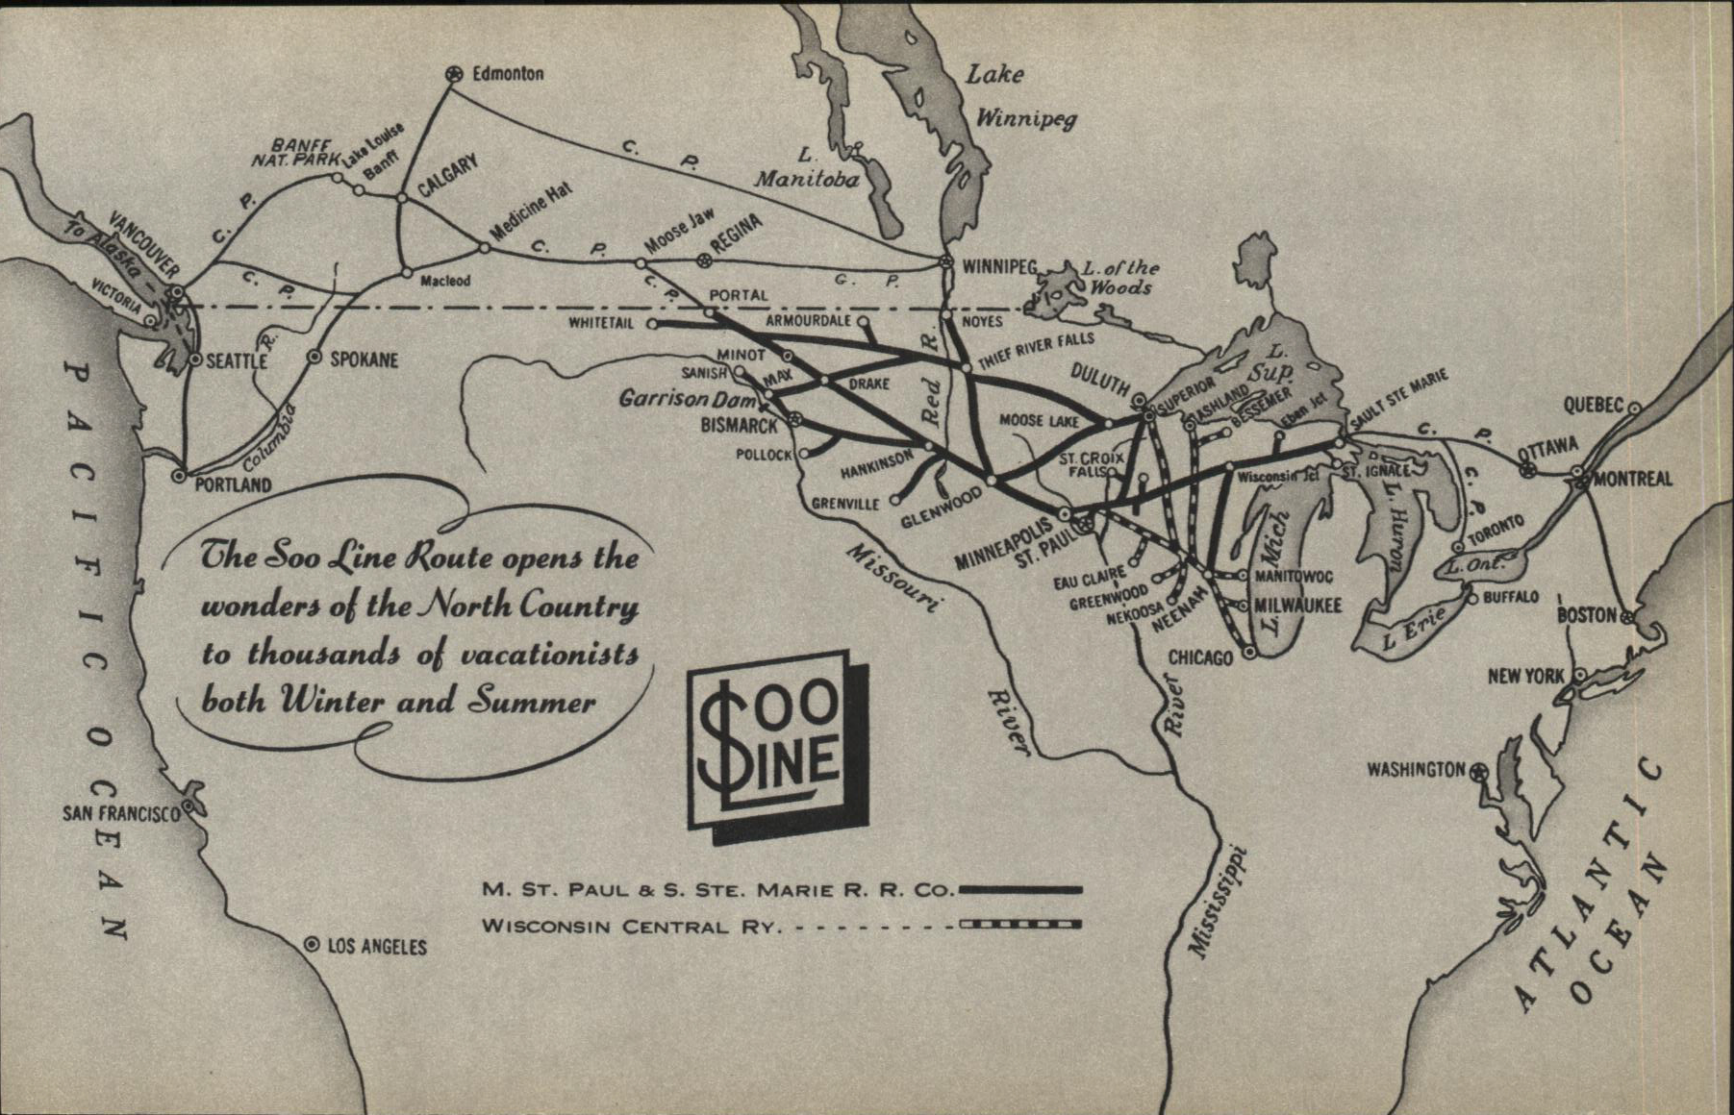 Edmonton
Lake
Winnipeg
BANFF
NAT. PARK
Lake Louise
Banff
CALGARY
C. P.
L.
Manitoba
Medicine Hat
Moose Jaw
REGINA
C. P.
VANCOUVER
To Alaska
C. P.
C. P.
C. P.
G. P.
C. P.
WINNIPEG
L. of the
Woods
VICTORIA
Macleod
PORTAL
WHITETAIL
ARMOURDALE
NOYES
R.
THIEF RIVER FALLS
L.
Sup.
SEATTLE
R.
SPOKANE
MINOT
SANISH
MAX
DRAKE
Red
DULUTH
SUPERIOR
ASHLAND
BESSEMER
Eben Jct
SAULT STE MARIE
Garrison Dam
BISMARCK
MOOSE LAKE
QUEBEC
C. P.
OTTAWA
Columbia
POLLOCK
HANKINSON
ST. CROIX
FALLS
Wisconsin Jct
ST. IGNACE
MONTREAL
PORTLAND
GRENVILLE
GLENWOOD
L. Huron
C. P.
TORONTO
MINNEAPOLIS
ST. PAUL
L. Mich
L. Ont.
EAU CLAIRE
GREENWOOD
NEKOOSA
NEENAH
MANITOWOC
MILWAUKEE
BUFFALO
L Erie
BOSTON
CHICAGO
NEW YORK
Missouri
River
River
The Soo Line Route opens the
wonders of the North Country
to thousands of vacationists
both Winter and Summer
SOO
LINE
WASHINGTON
PACIFIC OCEAN
SAN FRANCISCO
Mississippi
ATLANTIC
OCEAN
M. ST. PAUL & S. STE. MARIE R. R. CO.
WISCONSIN CENTRAL RY. - - - - - - - - -
LOS ANGELES